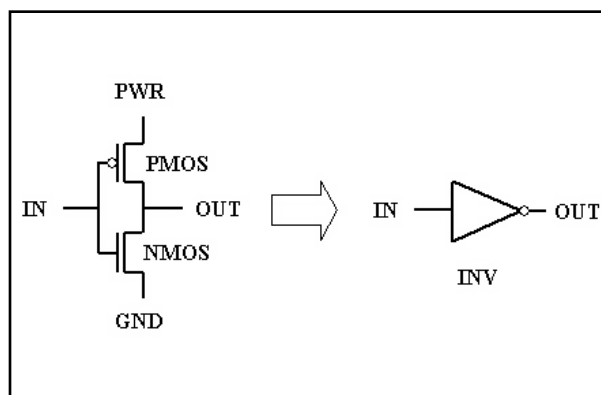 PWR
PMOS
IN
OUT
NMOS
GND
IN
OUT
INV